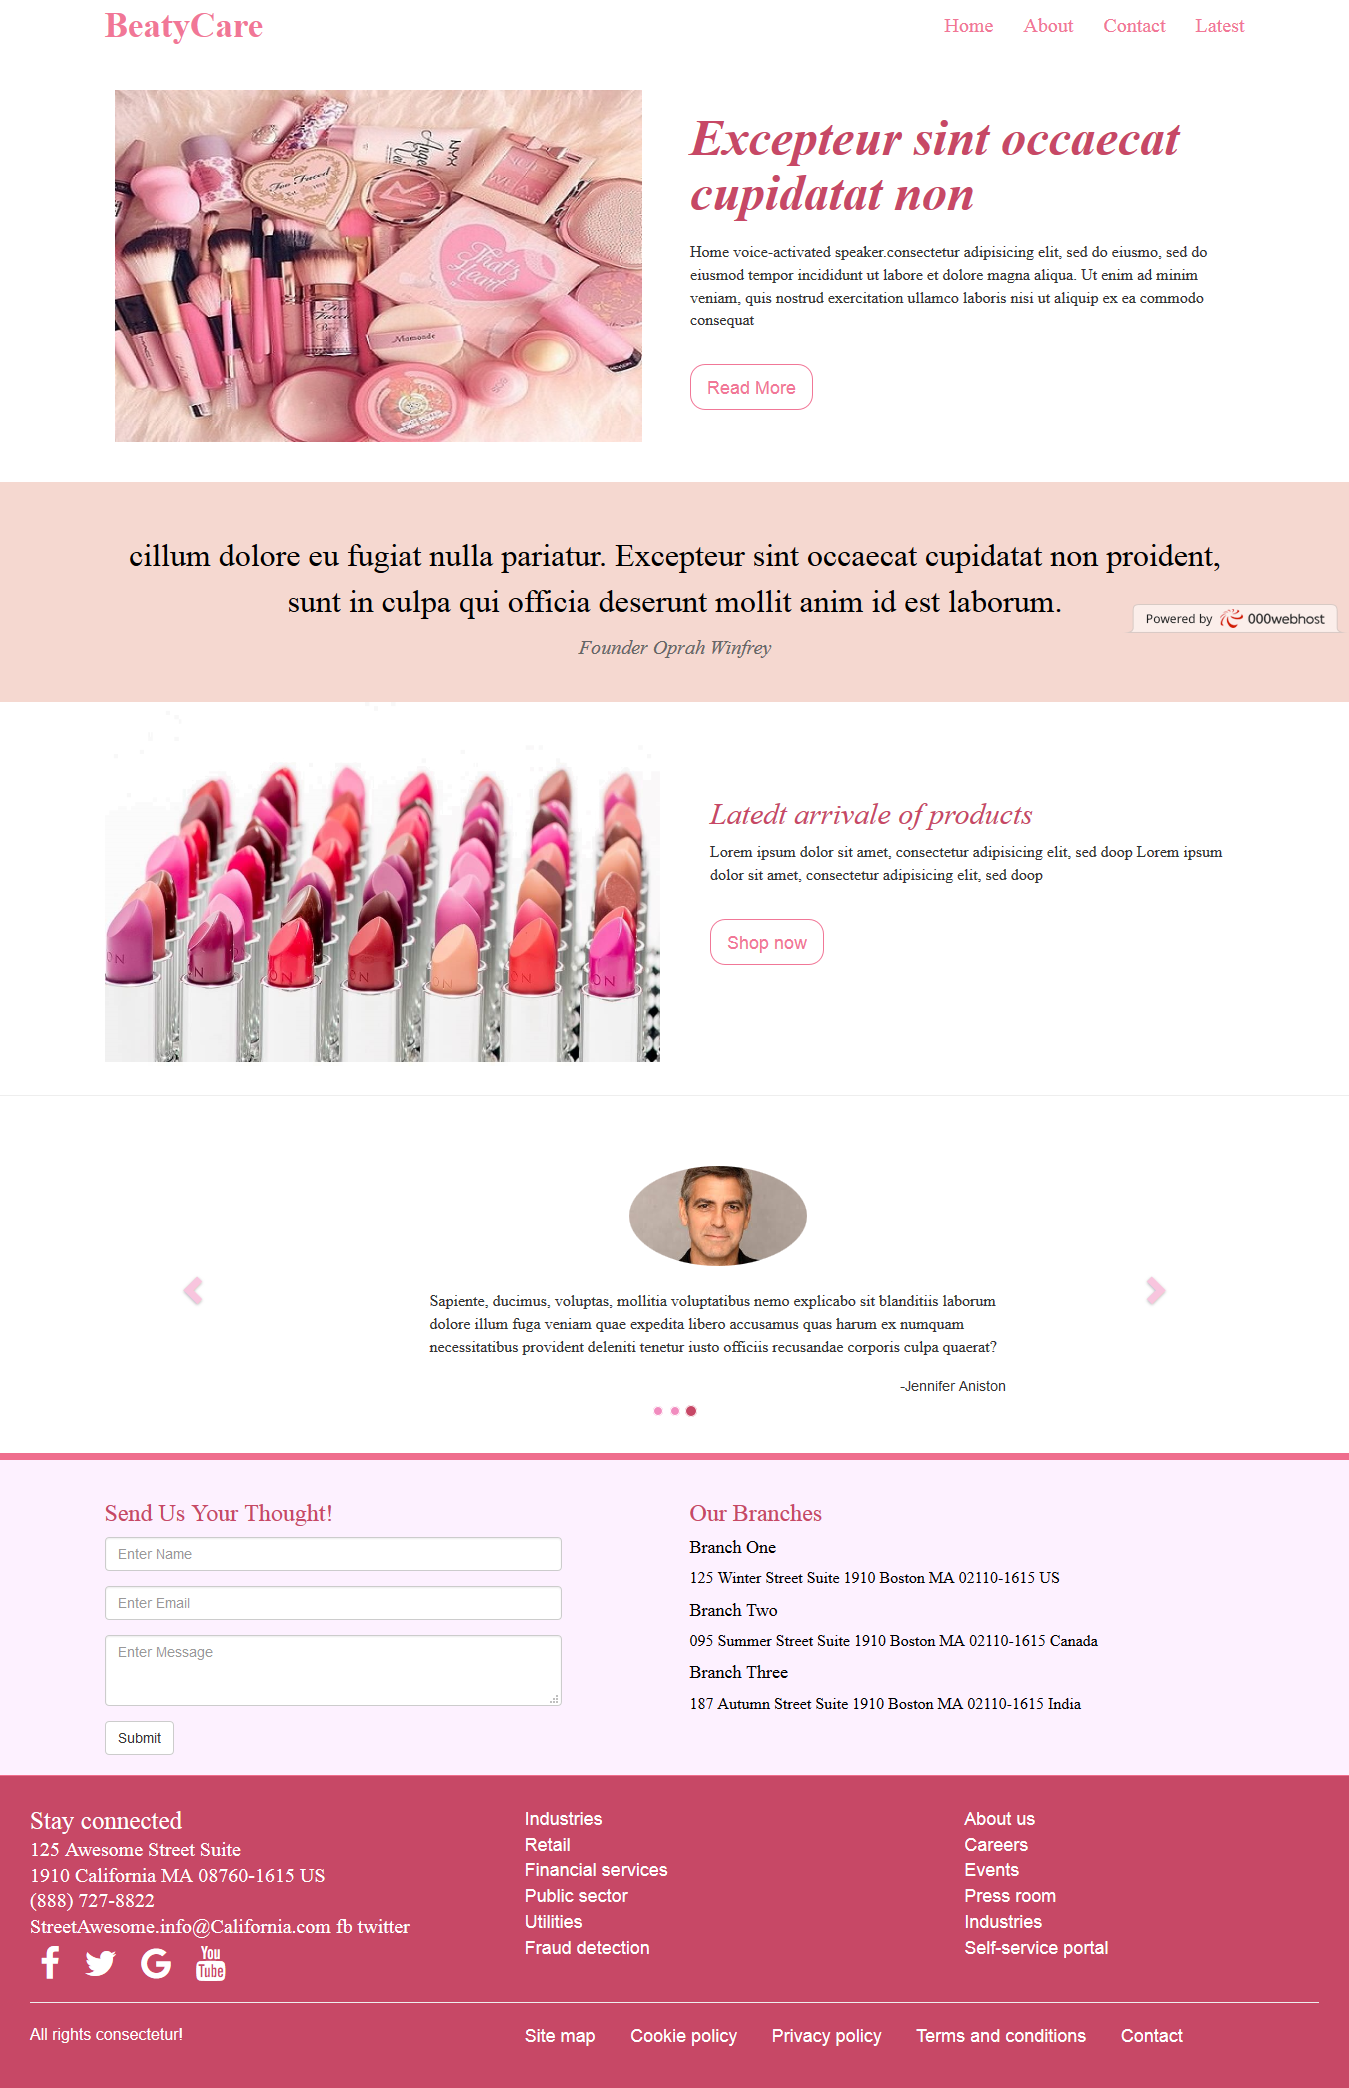 BeatyCare
Home About Contact Latest
Too Faced
NYX
Angel
That's
Heart
Too
Faced
Mamonde
Excepteur sint occaecat
cupidatat non
Home voice-activated speaker.consectetur adipisicing elit, sed do eiusmo, sed do
eiusmod tempor incididunt ut labore et dolore magna aliqua. Ut enim ad minim
veniam, quis nostrud exercitation ullamco laboris nisi ut aliquip ex ea commodo
consequat
Read More
cillum dolore eu fugiat nulla pariatur. Excepteur sint occaecat cupidatat non proident,
sunt in culpa qui officia deserunt mollit anim id est laborum.
Founder Oprah Winfrey
Powered by 000webhost
Latedt arrivale of products
Lorem ipsum dolor sit amet, consectetur adipisicing elit, sed doop Lorem ipsum
dolor sit amet, consectetur adipisicing elit, sed doop
Shop now
Sapiente, ducimus, voluptas, mollitia voluptatibus nemo explicabo sit blanditiis laborum
dolore illum fuga veniam quae expedita libero accusamus quas harum ex numquam
necessitatibus provident deleniti tenetur iusto officiis recusandae corporis culpa quaerat?
-Jennifer Aniston
Send Us Your Thought!
Enter Name
Enter Email
Enter Message
Submit
Our Branches
Branch One
125 Winter Street Suite 1910 Boston MA 02110-1615 US
Branch Two
095 Summer Street Suite 1910 Boston MA 02110-1615 Canada
Branch Three
187 Autumn Street Suite 1910 Boston MA 02110-1615 India
Stay connected
125 Awesome Street Suite
1910 California MA 08760-1615 US
(888) 727-8822
StreetAwesome.info@California.com fb twitter
You
Tube
Industries
Retail
Financial services
Public sector
Utilities
Fraud detection
About us
Careers
Events
Press room
Industries
Self-service portal
All rights consectetur!
Site map Cookie policy Privacy policy Terms and conditions Contact